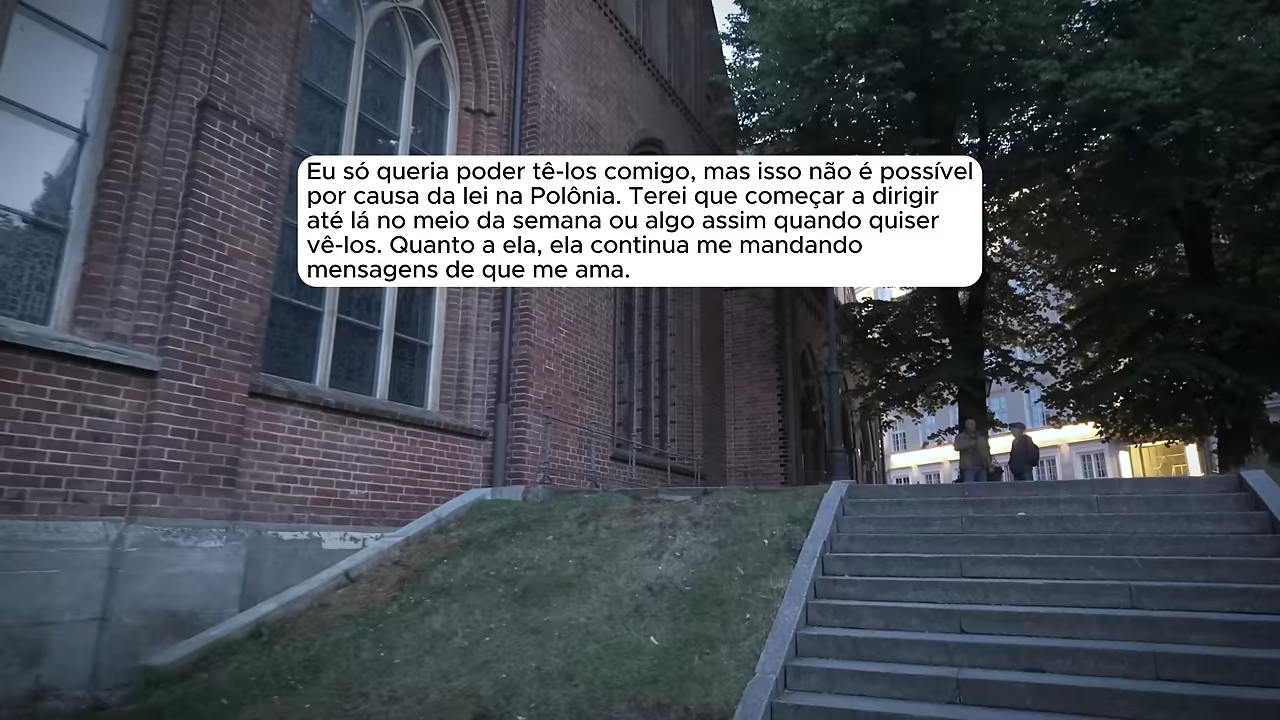 Eu só queria poder tê-los comigo, mas isso não é possível
por causa da lei na Polônia. Terei que começar a dirigir
até lá no meio da semana ou algo assim quando quiser
vê-los. Quanto a ela, ela continua me mandando
mensagens de que me ama.